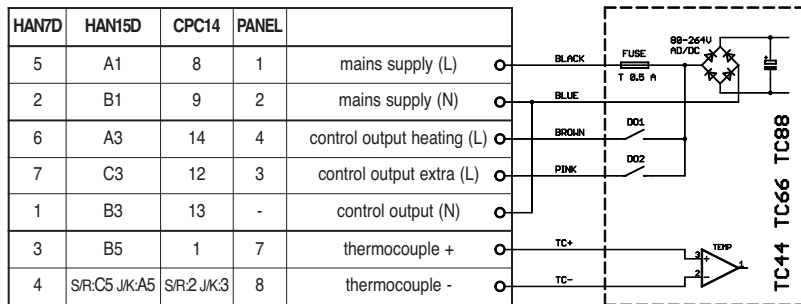 HAN7D HAN15D CPC14 PANEL
5 A1 8 1 mains supply (L) BLACK FUSE T 0.5 A 80-264V AD/DC +
2 B1 9 2 mains supply (N) BLUE
6 A3 14 4 control output heating (L) BROWN DO1
7 C3 12 3 control output extra (L) PINK DO2
1 B3 13 - control output (N)
3 B5 1 7 thermocouple + TC+ 3 + TEMP 1
4 S/R:C5 J/K:A5 S/R:2 J/K:3 8 thermocouple - TC- 2 -
TC44 TC66 TC88